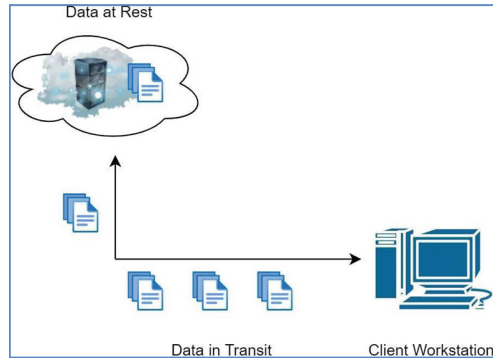 Data at Rest
Data in Transit
Client Workstation